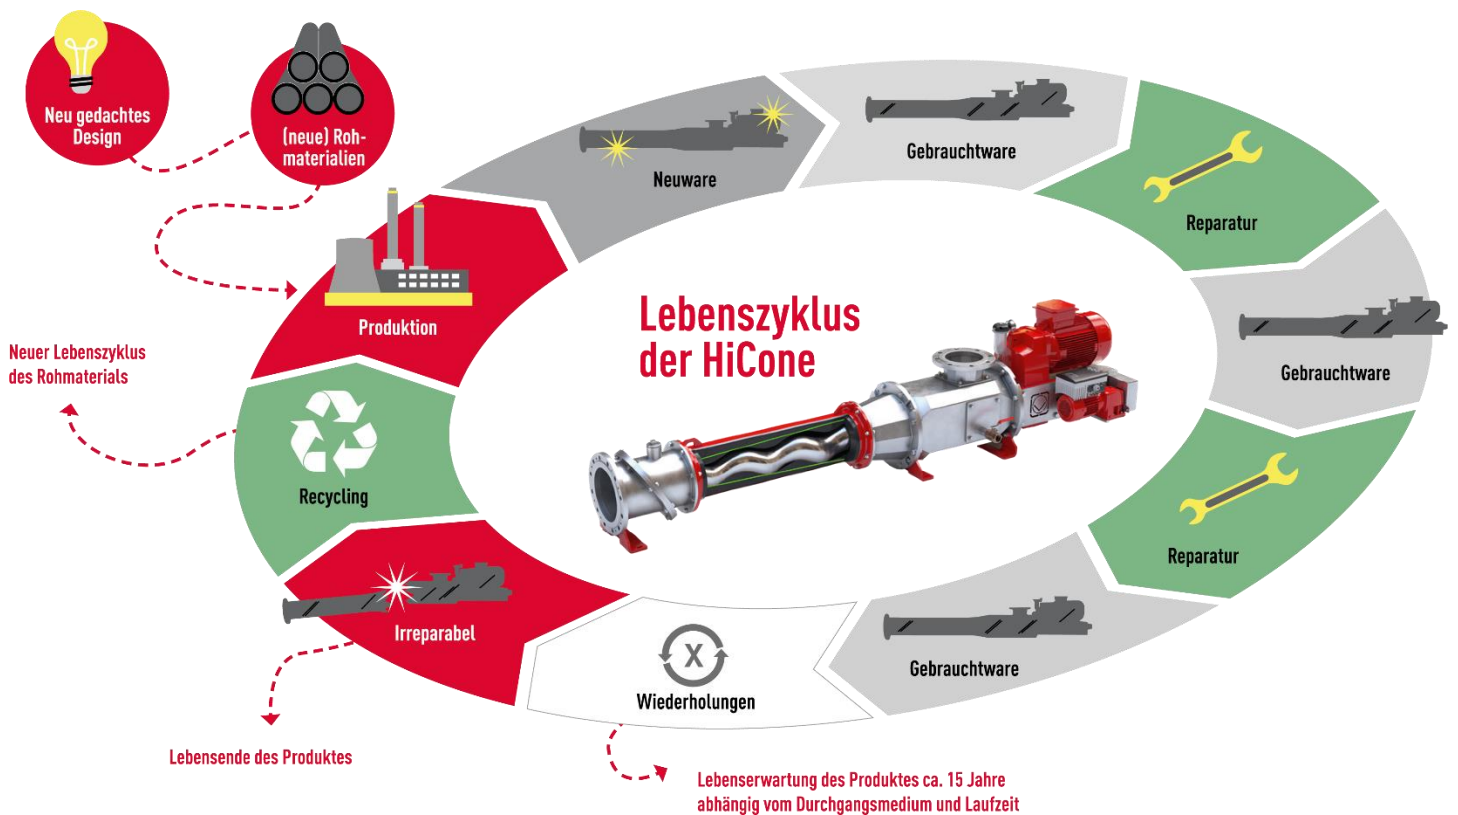 Neu gedachtes
Design
(neue) Roh-
materialien
Produktion
Neuware
Gebrauchtware
Reparatur
Gebrauchtware
Reparatur
Gebrauchtware
X
Wiederholungen
Lebenserwartung des Produktes ca. 15 Jahre
abhängig vom Durchgangsmedium und Laufzeit
Irreparabel
Lebensende des Produktes
Recycling
Neuer Lebenszyklus
des Rohmaterials
Lebenszyklus
der HiCone